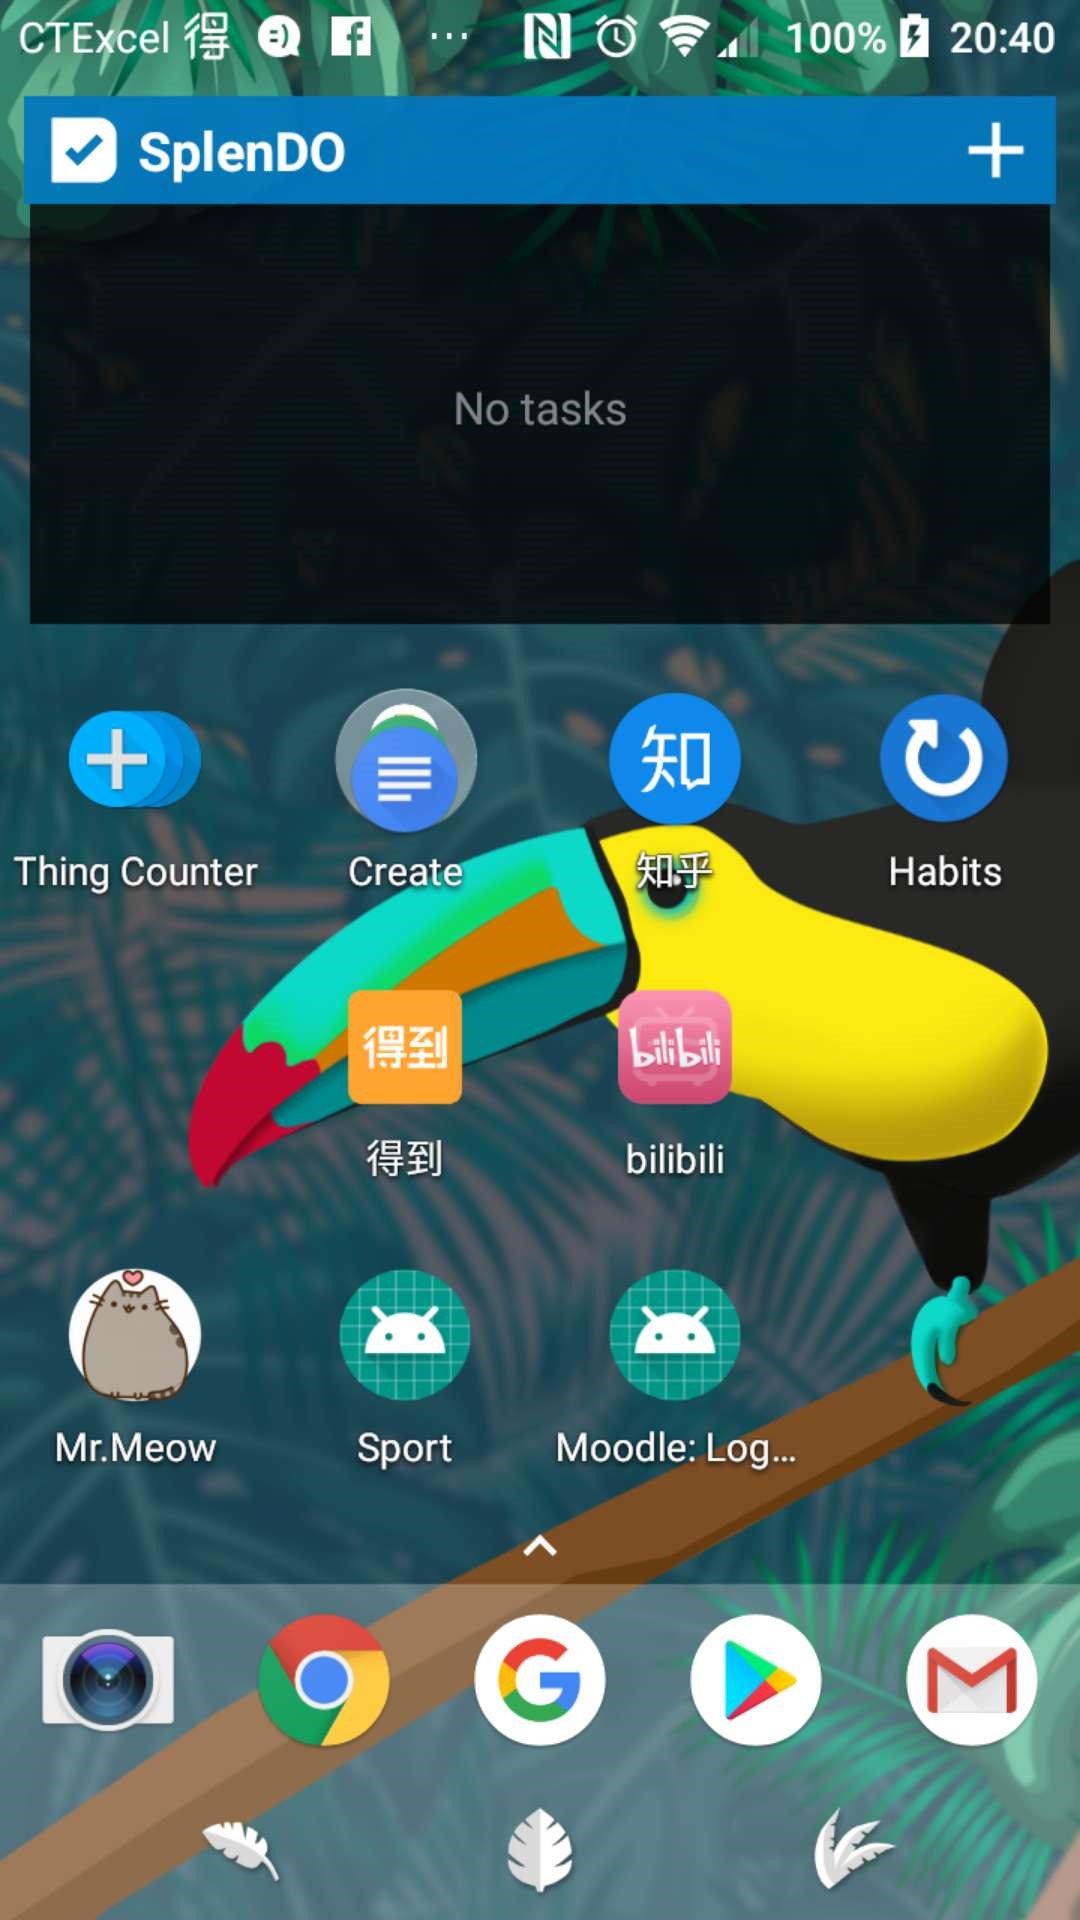 CTExcel 得 ... 100% 20:40
SplenDO +
No tasks
知
Thing Counter Create 知乎 Habits
得到 bilibili
得到 bilibili
Mr.Meow Sport Moodle: Log...